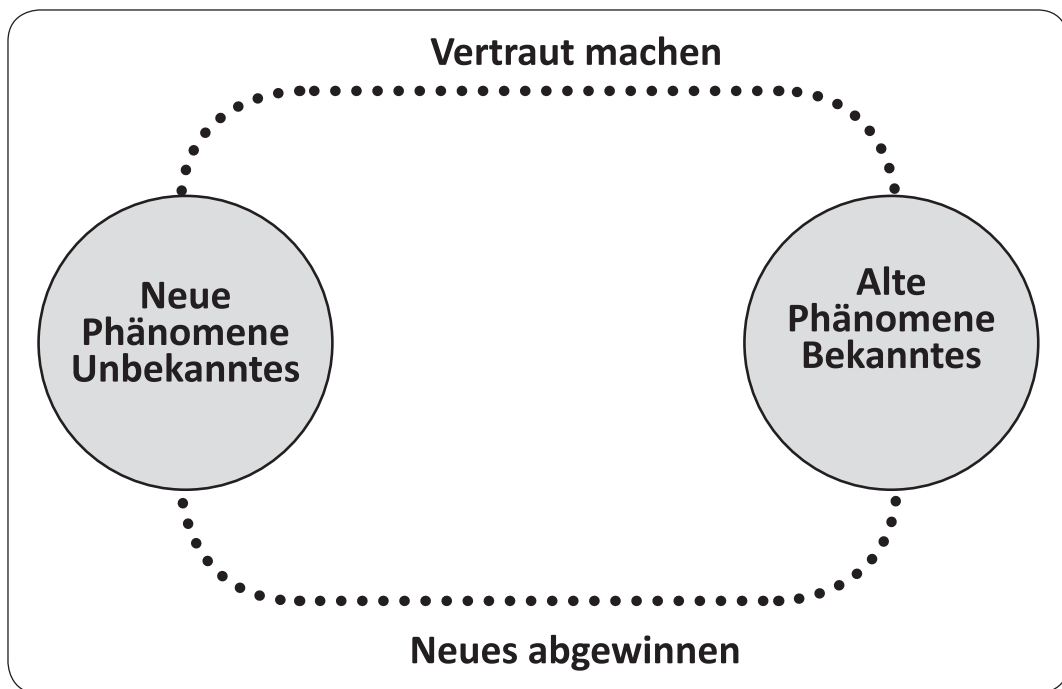 Vertraut machen
Neue
Phänomene
Unbekanntes
Alte
Phänomene
Bekanntes
Neues abgewinnen